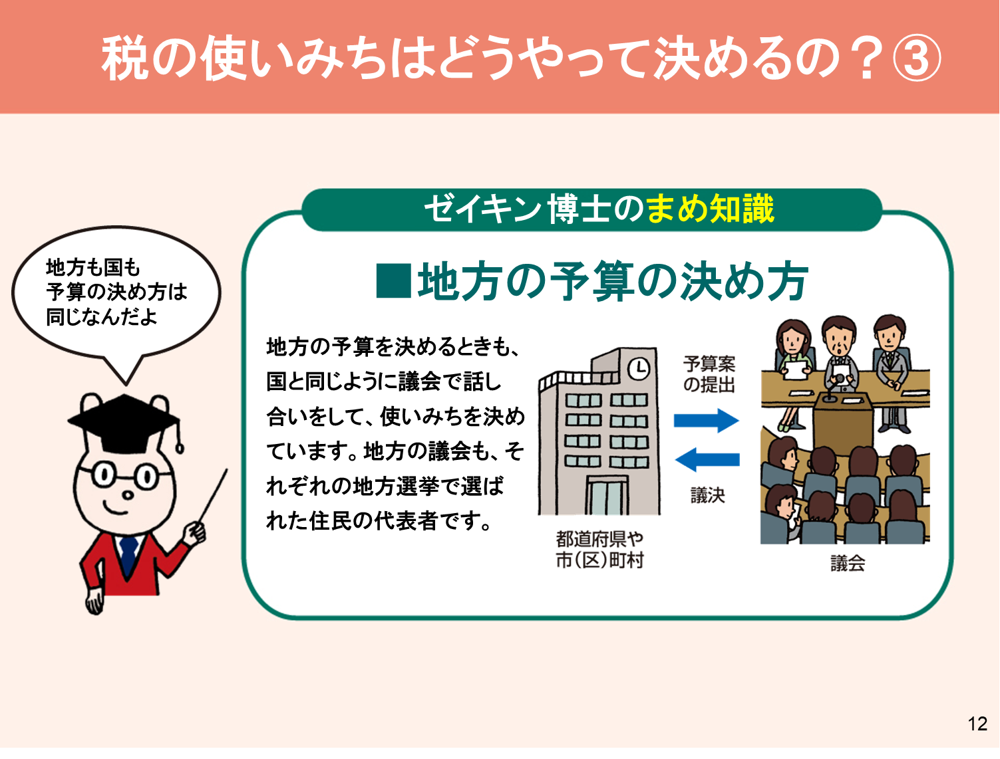 税の使いみちはどうやって決めるの？③
ゼイキン博士のまめ知識
地方も国も
予算の決め方は
同じなんだよ
■地方の予算の決め方
地方の予算を決めるときも、
国と同じように議会で話し
合いをして、使いみちを決め
ています。地方の議会も、そ
れぞれの地方選挙で選ば
れた住民の代表者です。
予算案
の提出
議決
都道府県や
市(区)町村
議会
12